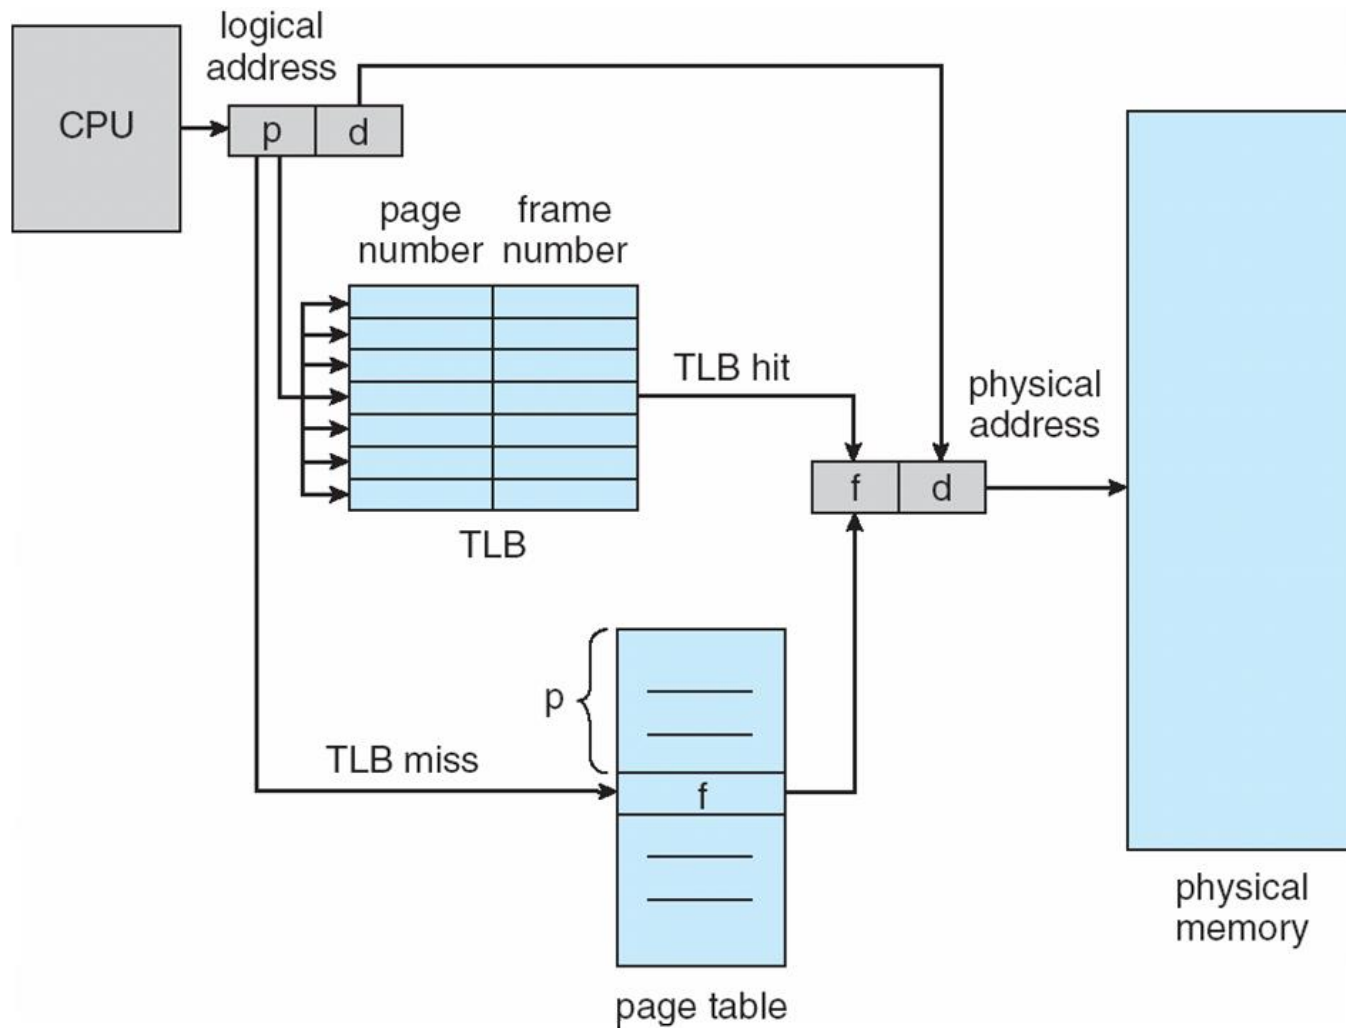 logical
address
CPU
p
d
page
number
frame
number
TLB hit
physical
address
f
d
TLB
p
TLB miss
f
physical
memory
page table